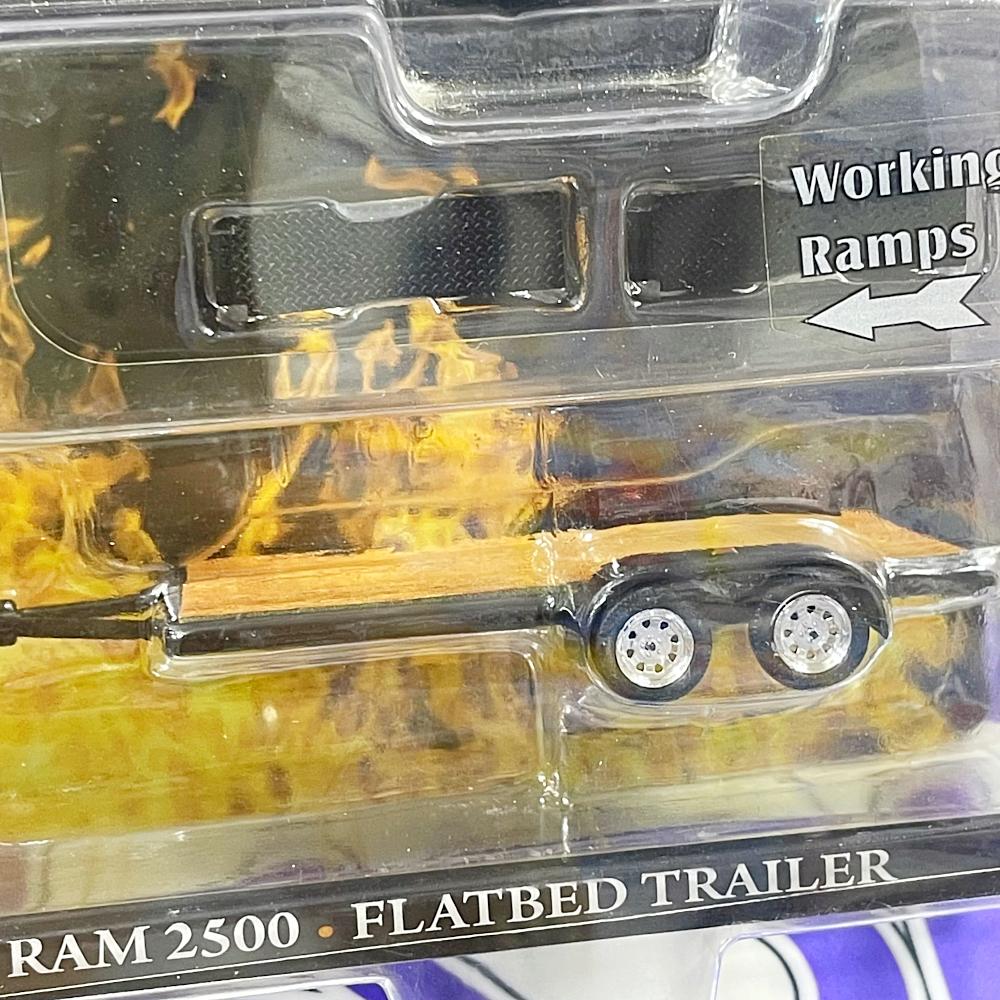 Working
Ramps
RAM 2500 • FLATBED TRAILER